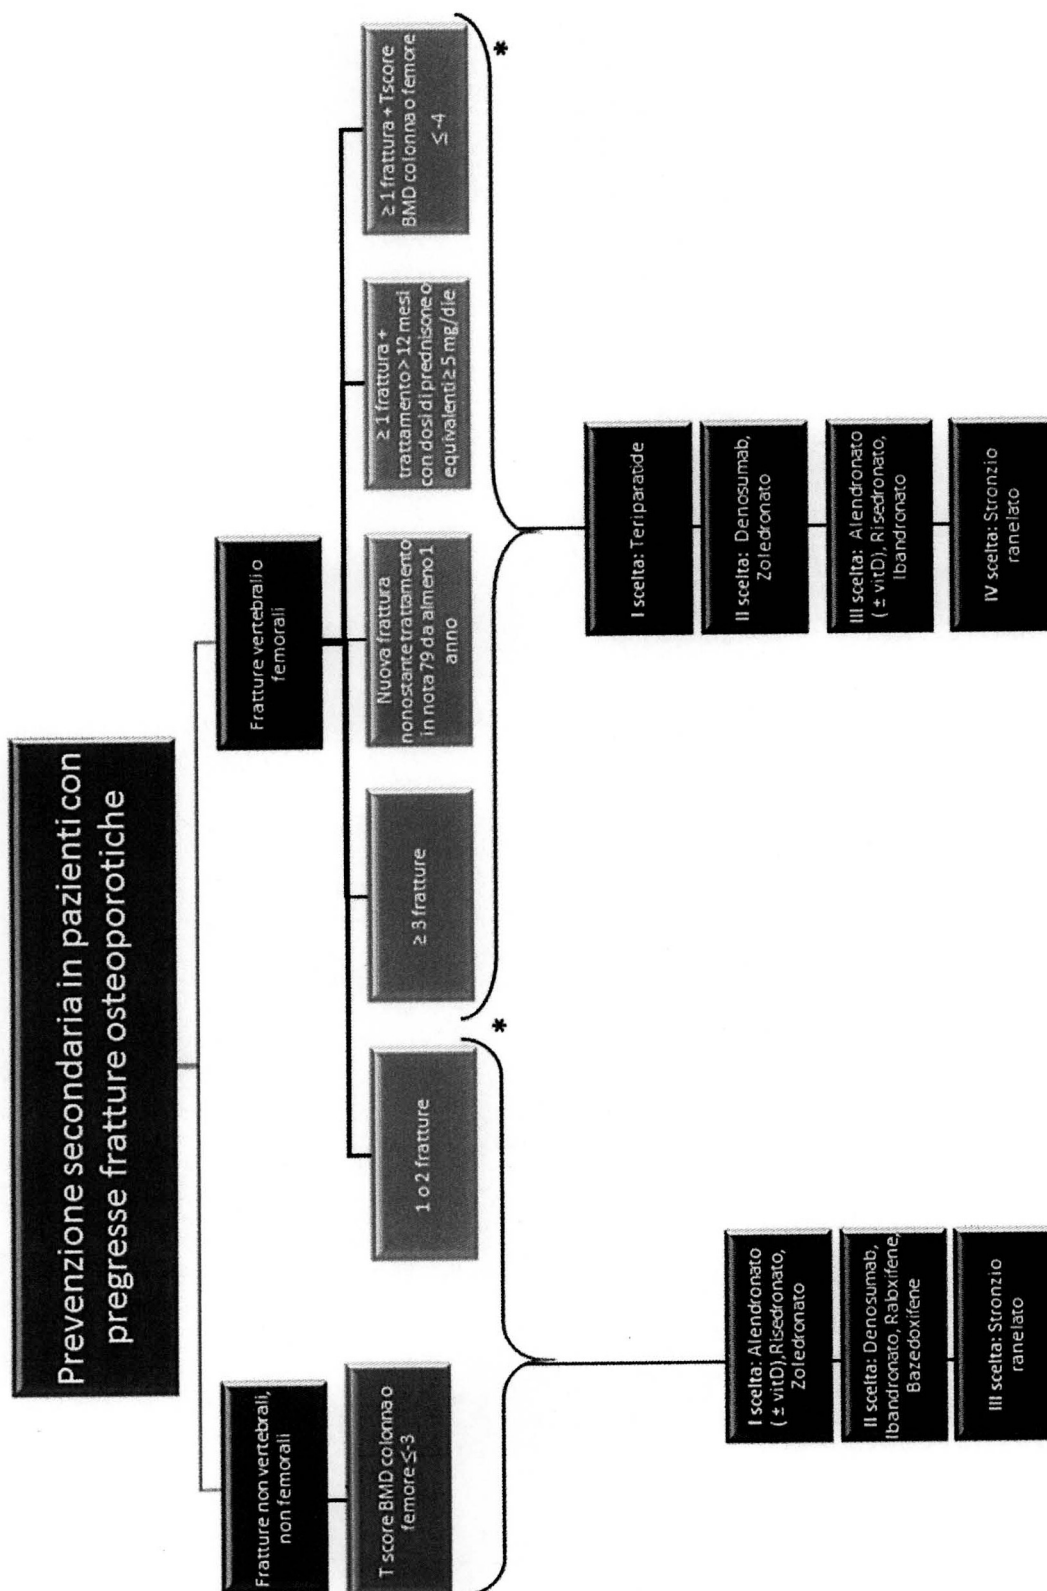 Prevenzione secondaria in pazienti con
pregresse fratture osteoporotiche
Fratture non vertebrali,
non femorali
T score BMD colonna o
femore ≤-3
Fratture vertebrali o
femorali
1 o 2 fratture
≥ 3 fratture
Nuova frattura
nonostante trattamento
in nota 79 da almeno 1
anno
≥ 1 frattura +
trattamento > 12 mesi
con dosi di prednisone o
equivalenti ≥ 5 mg/die
≥ 1 frattura + Tscore
BMD colonna o femore
≤ -4
*
*
I scelta: Alendronato
( ± vitD), Risedronato,
Zoledronato
II scelta: Denosumab,
Ibandronato, Raloxifene,
Bazedoxifene
III scelta: Stronzio
ranelato
I scelta: Teriparatide
II scelta: Denosumab,
Zoledronato
III scelta: Alendronato
( ± vitD), Risedronato,
Ibandronato
IV scelta: Stronzio
ranelato